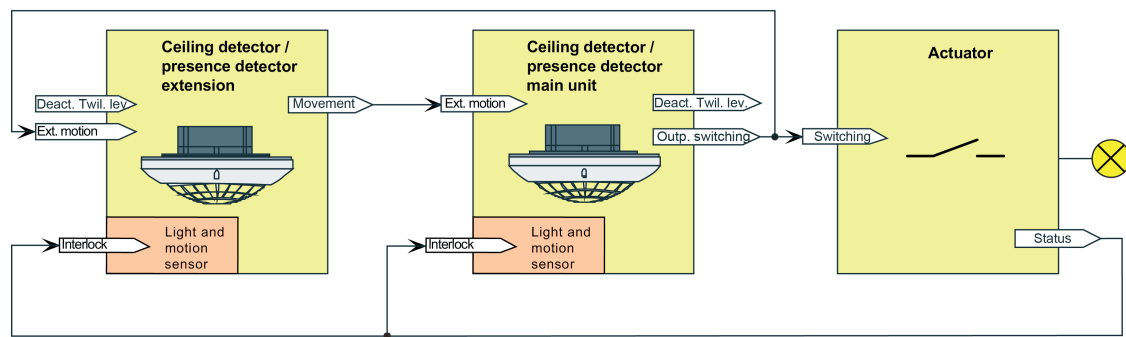 Ceiling detector /
presence detector
extension
Deact. Twil. lev.
Movement
Ext. motion
Interlock
Light and
motion
sensor
Ceiling detector /
presence detector
main unit
Ext. motion
Deact. Twil. lev.
Outp. switching
Interlock
Light and
motion
sensor
Actuator
Switching
Status